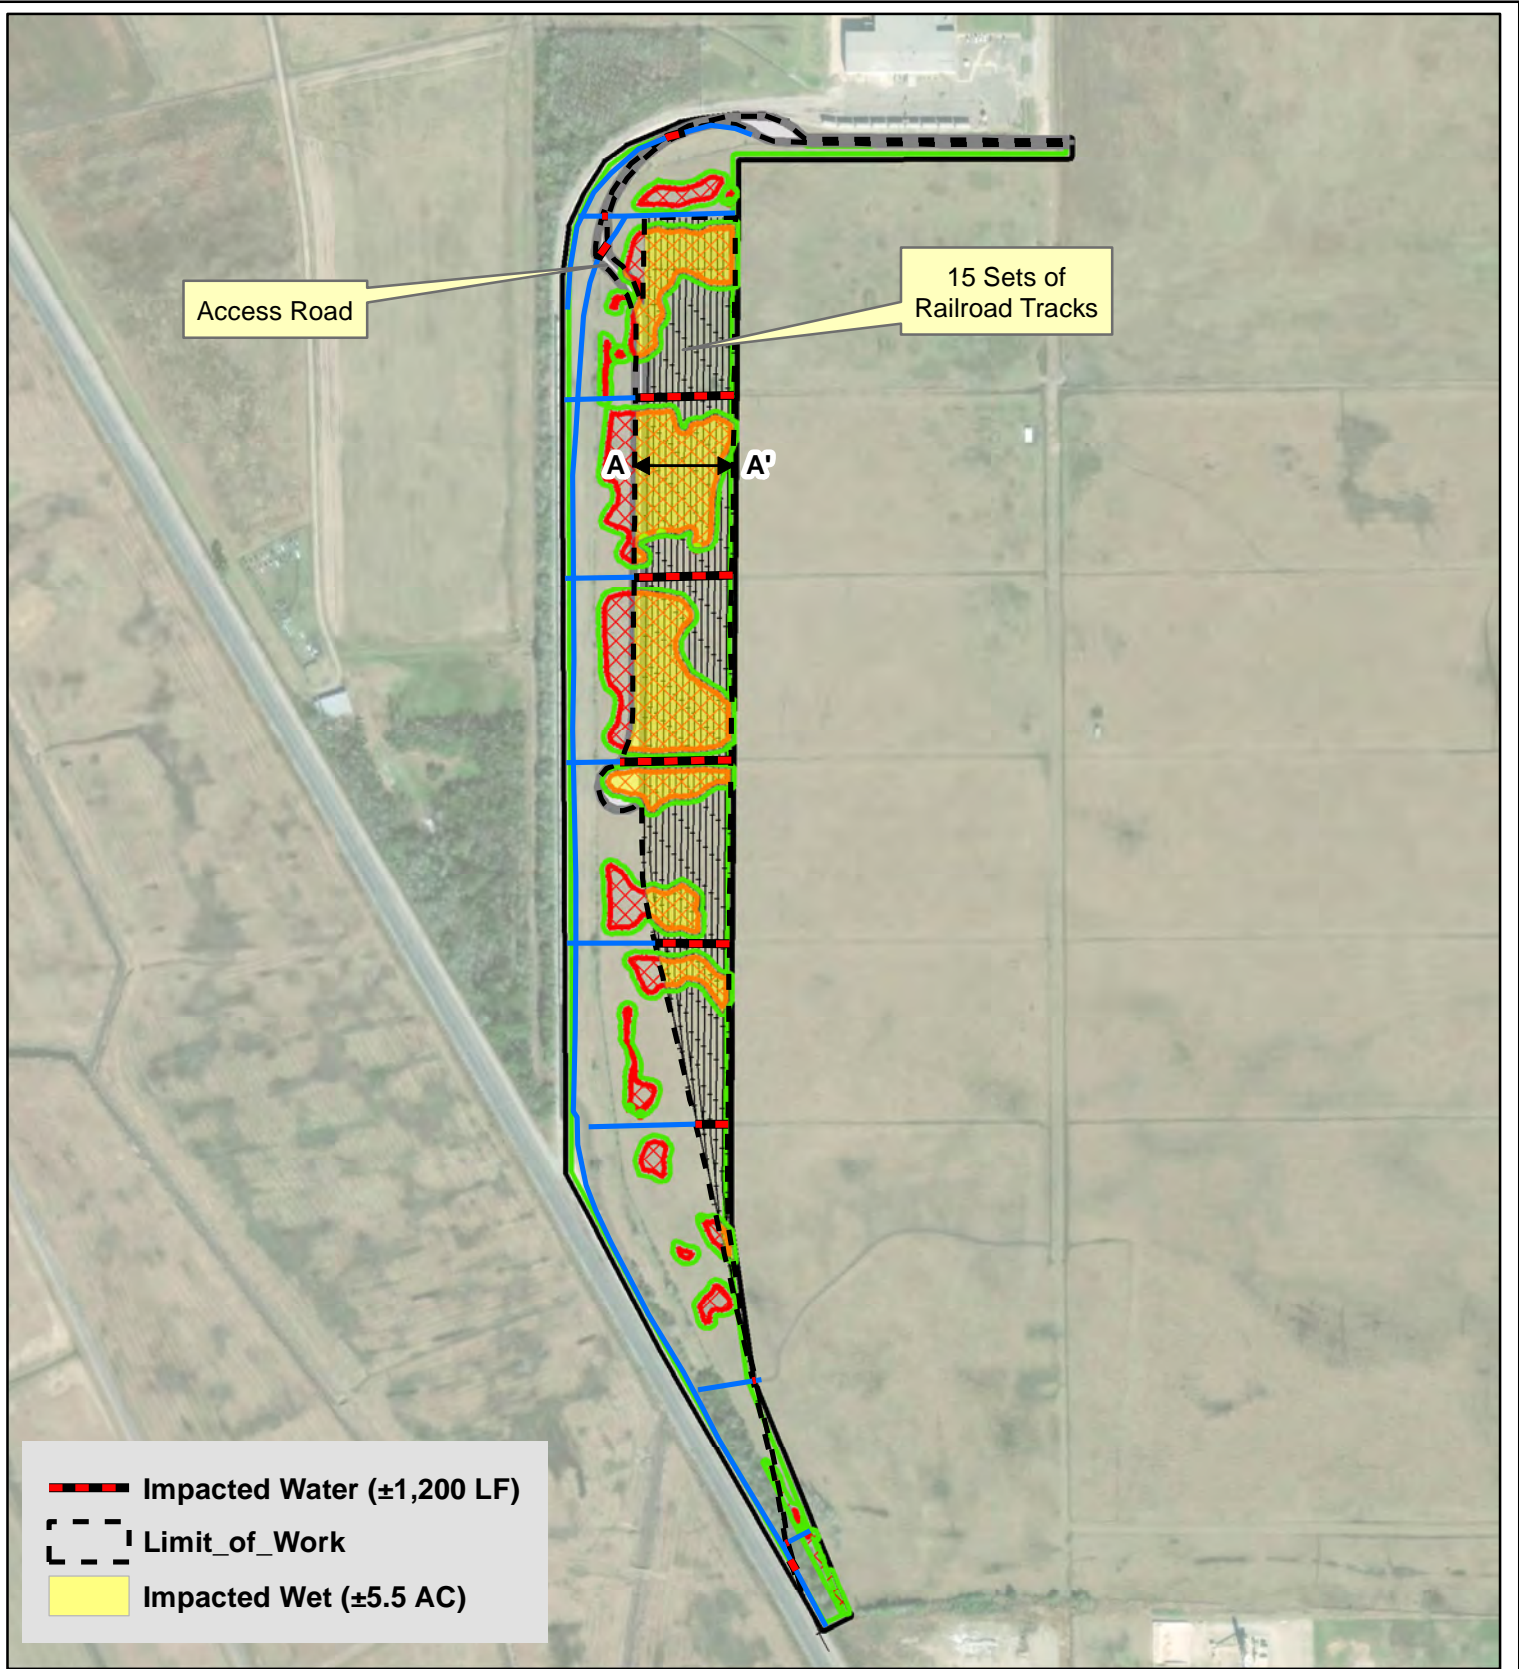 Access Road
15 Sets of
Railroad Tracks
A A'
Impacted Water (±1,200 LF)
Limit_of_Work
Impacted Wet (±5.5 AC)